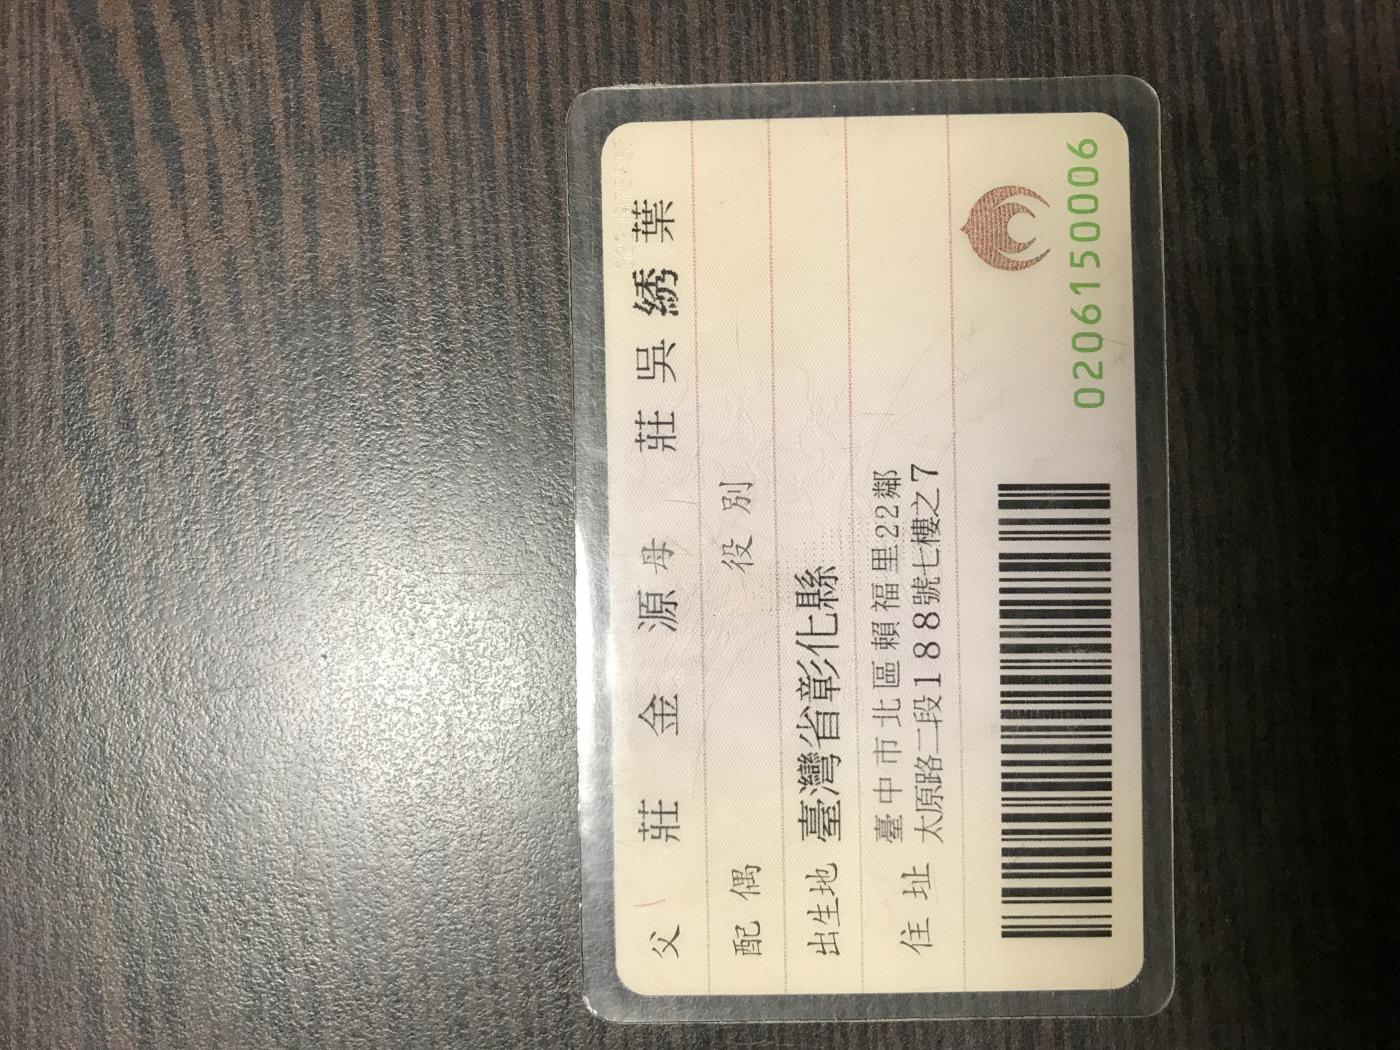 父 莊金源 母 莊吳綉葉
配偶 役別
出生地 臺灣省彰化縣
住址 臺中市北區賴福里22鄰
太原路二段188號七樓之7
0206150006